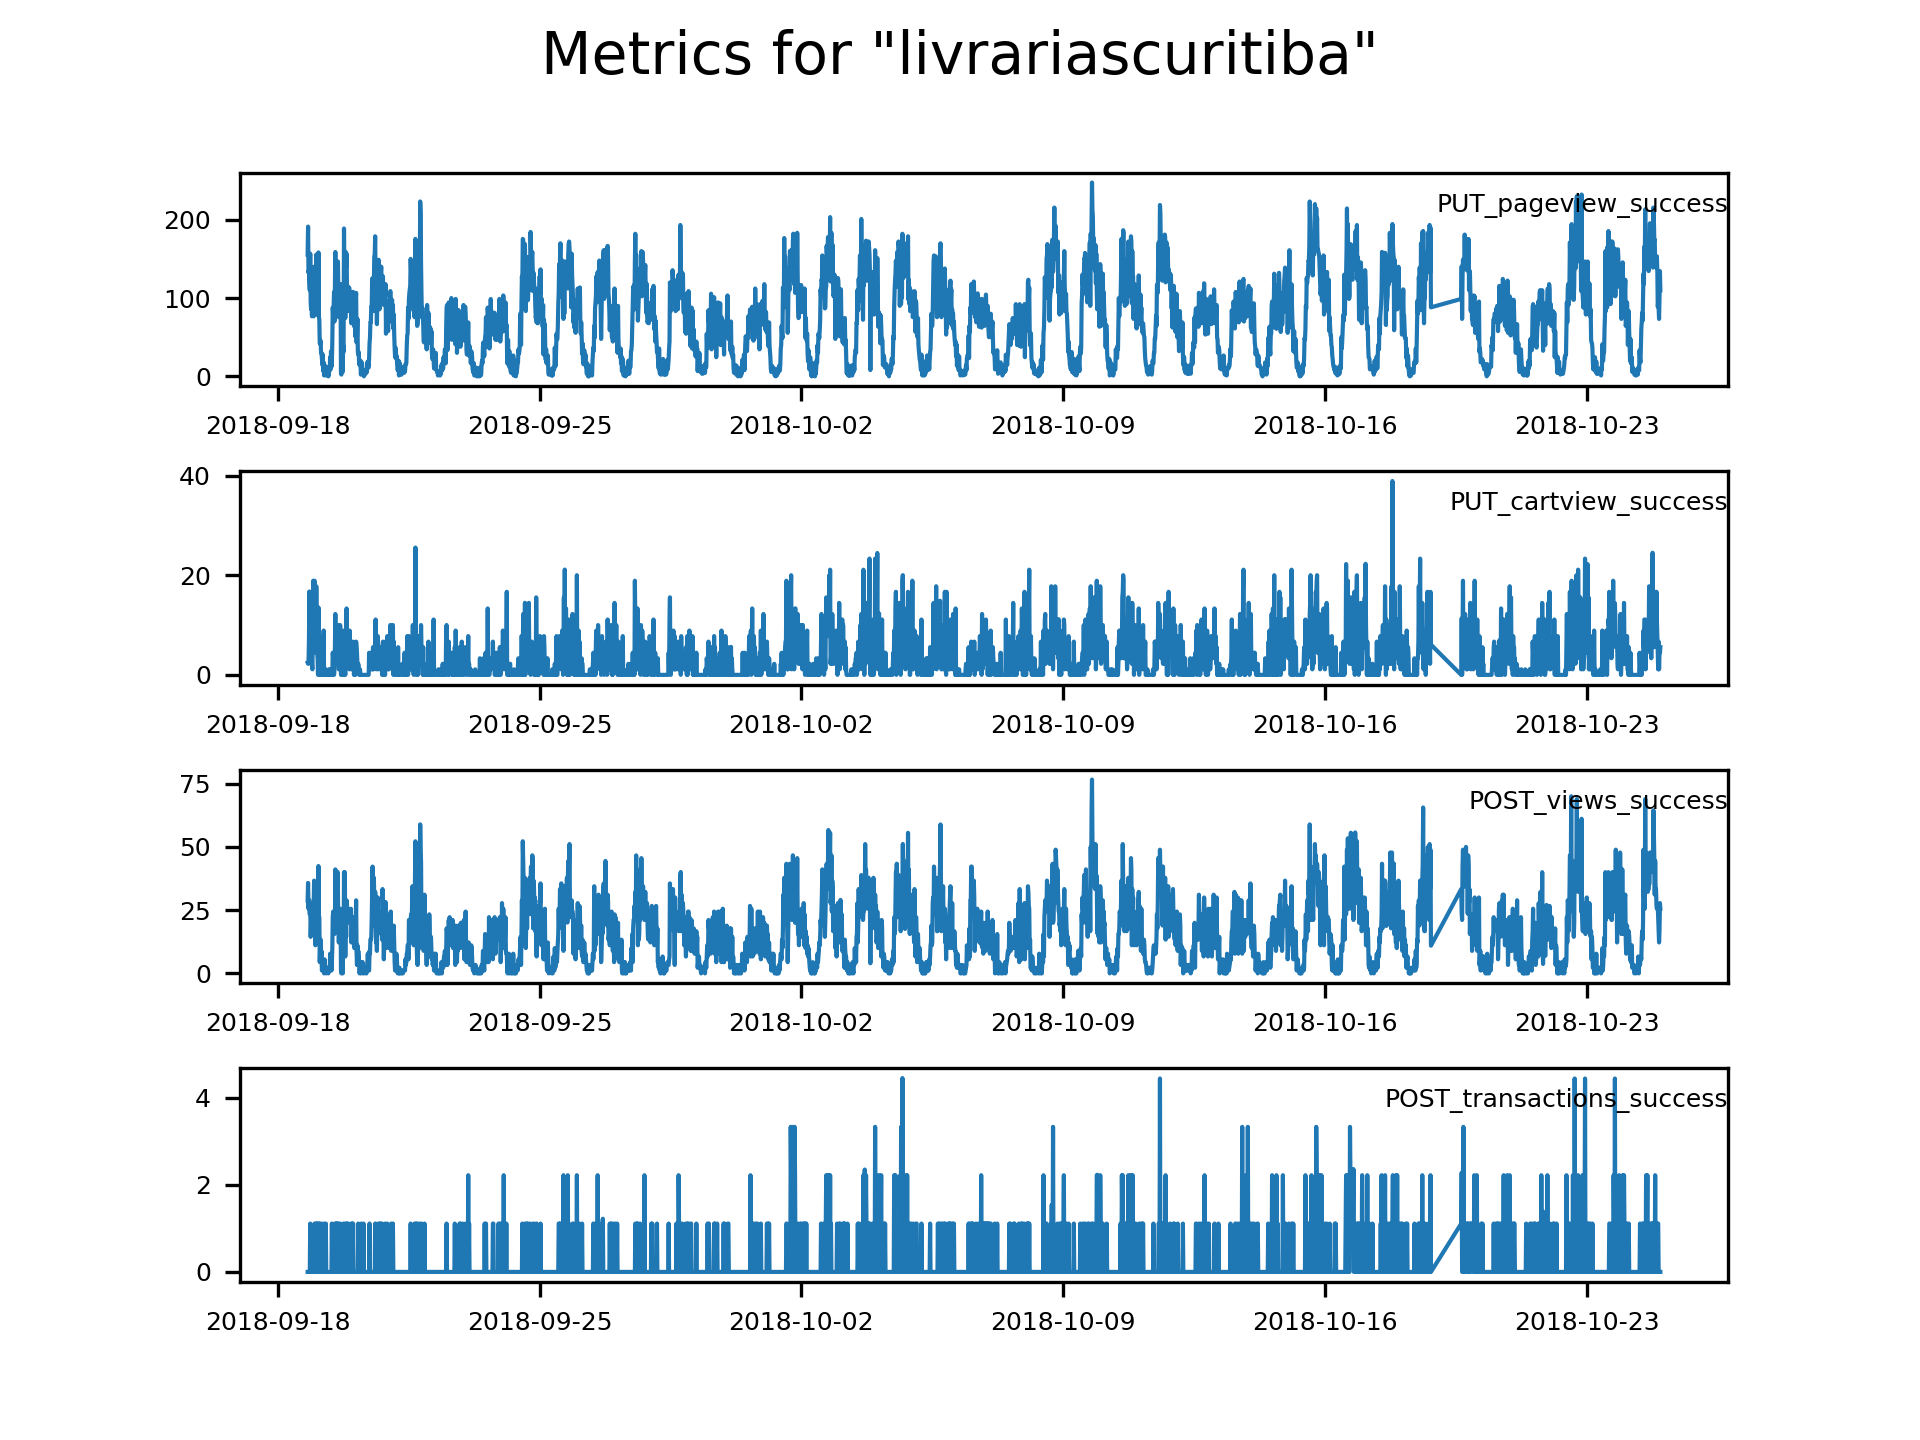 Metrics for "livrariascuritiba"
PUT_pageview_success
200
100
0
2018-09-18 2018-09-25 2018-10-02 2018-10-09 2018-10-16 2018-10-23
PUT_cartview_success
40
20
0
2018-09-18 2018-09-25 2018-10-02 2018-10-09 2018-10-16 2018-10-23
POST_views_success
75
50
25
0
2018-09-18 2018-09-25 2018-10-02 2018-10-09 2018-10-16 2018-10-23
POST_transactions_success
4
2
0
2018-09-18 2018-09-25 2018-10-02 2018-10-09 2018-10-16 2018-10-23